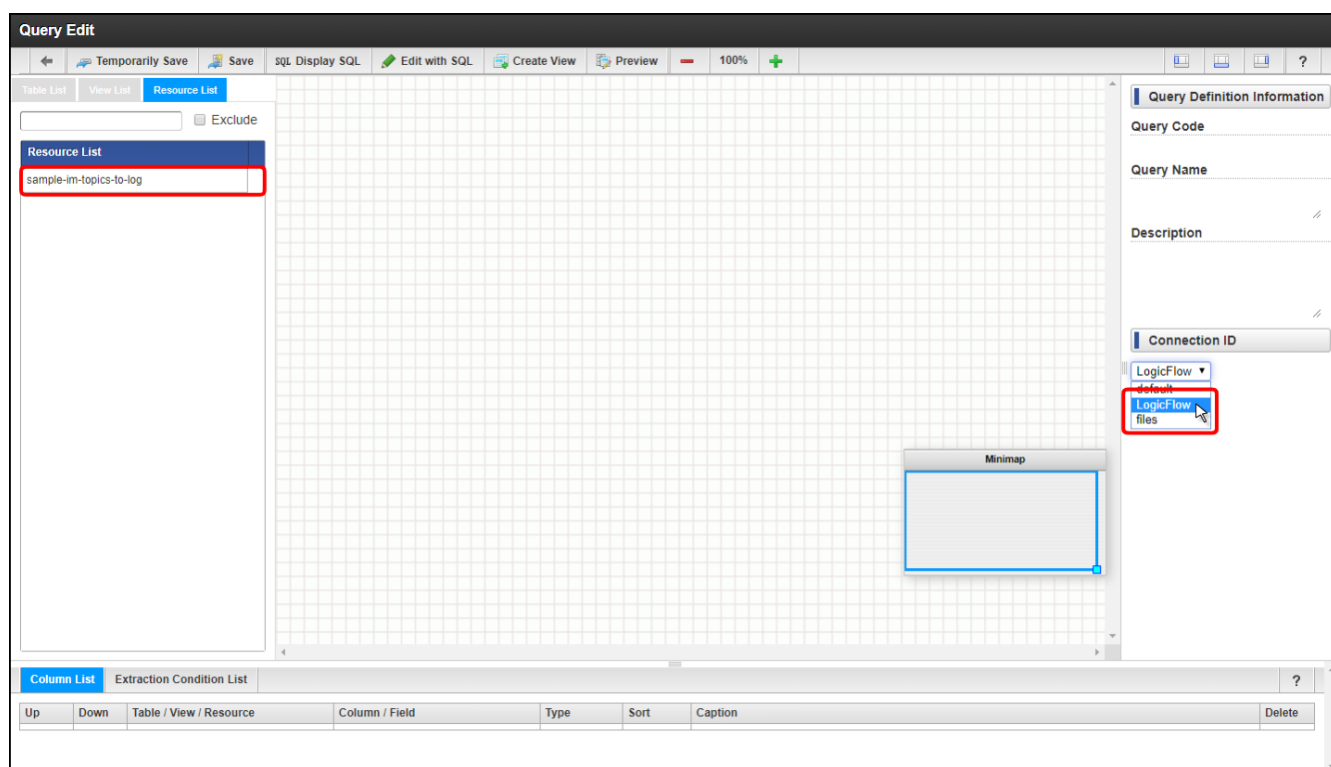 Query Edit
Temporarily Save Save SQL Display SQL Edit with SQL Create View Preview 100% ?
Table List View List Resource List
Exclude
Resource List
sample-im-topics-to-log
Query Definition Information
Query Code
Query Name
Description
Connection ID
LogicFlow
default
LogicFlow
files
Minimap
Column List Extraction Condition List ?
Up Down Table / View / Resource Column / Field Type Sort Caption Delete